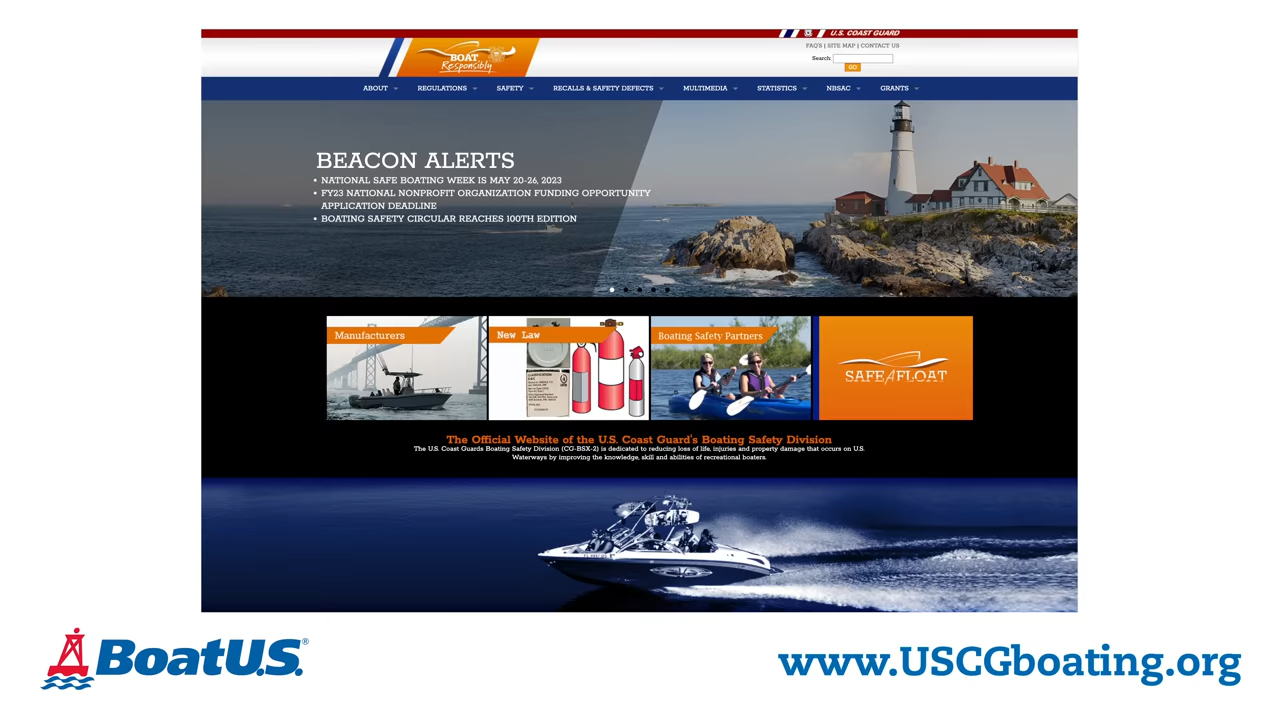 U.S. COAST GUARD
FAQ'S | SITE MAP | CONTACT US
Search:
GO
BOAT
Responsibly
ABOUT REGULATIONS SAFETY RECALLS & SAFETY DEFECTS MULTIMEDIA STATISTICS NBSAC GRANTS
BEACON ALERTS
• NATIONAL SAFE BOATING WEEK IS MAY 20-26, 2023
• FY23 NATIONAL NONPROFIT ORGANIZATION FUNDING OPPORTUNITY
APPLICATION DEADLINE
• BOATING SAFETY CIRCULAR REACHES 100TH EDITION
Manufacturers
New Law
Boating Safety Partners
SAFEAFLOAT
The Official Website of the U.S. Coast Guard's Boating Safety Division
The U.S. Coast Guards Boating Safety Division (CG-BSX-2) is dedicated to reducing loss of life, injuries and property damage that occurs on U.S.
Waterways by improving the knowledge, skill and abilities of recreational boaters.
BoatU.S.®
www.USCGboating.org